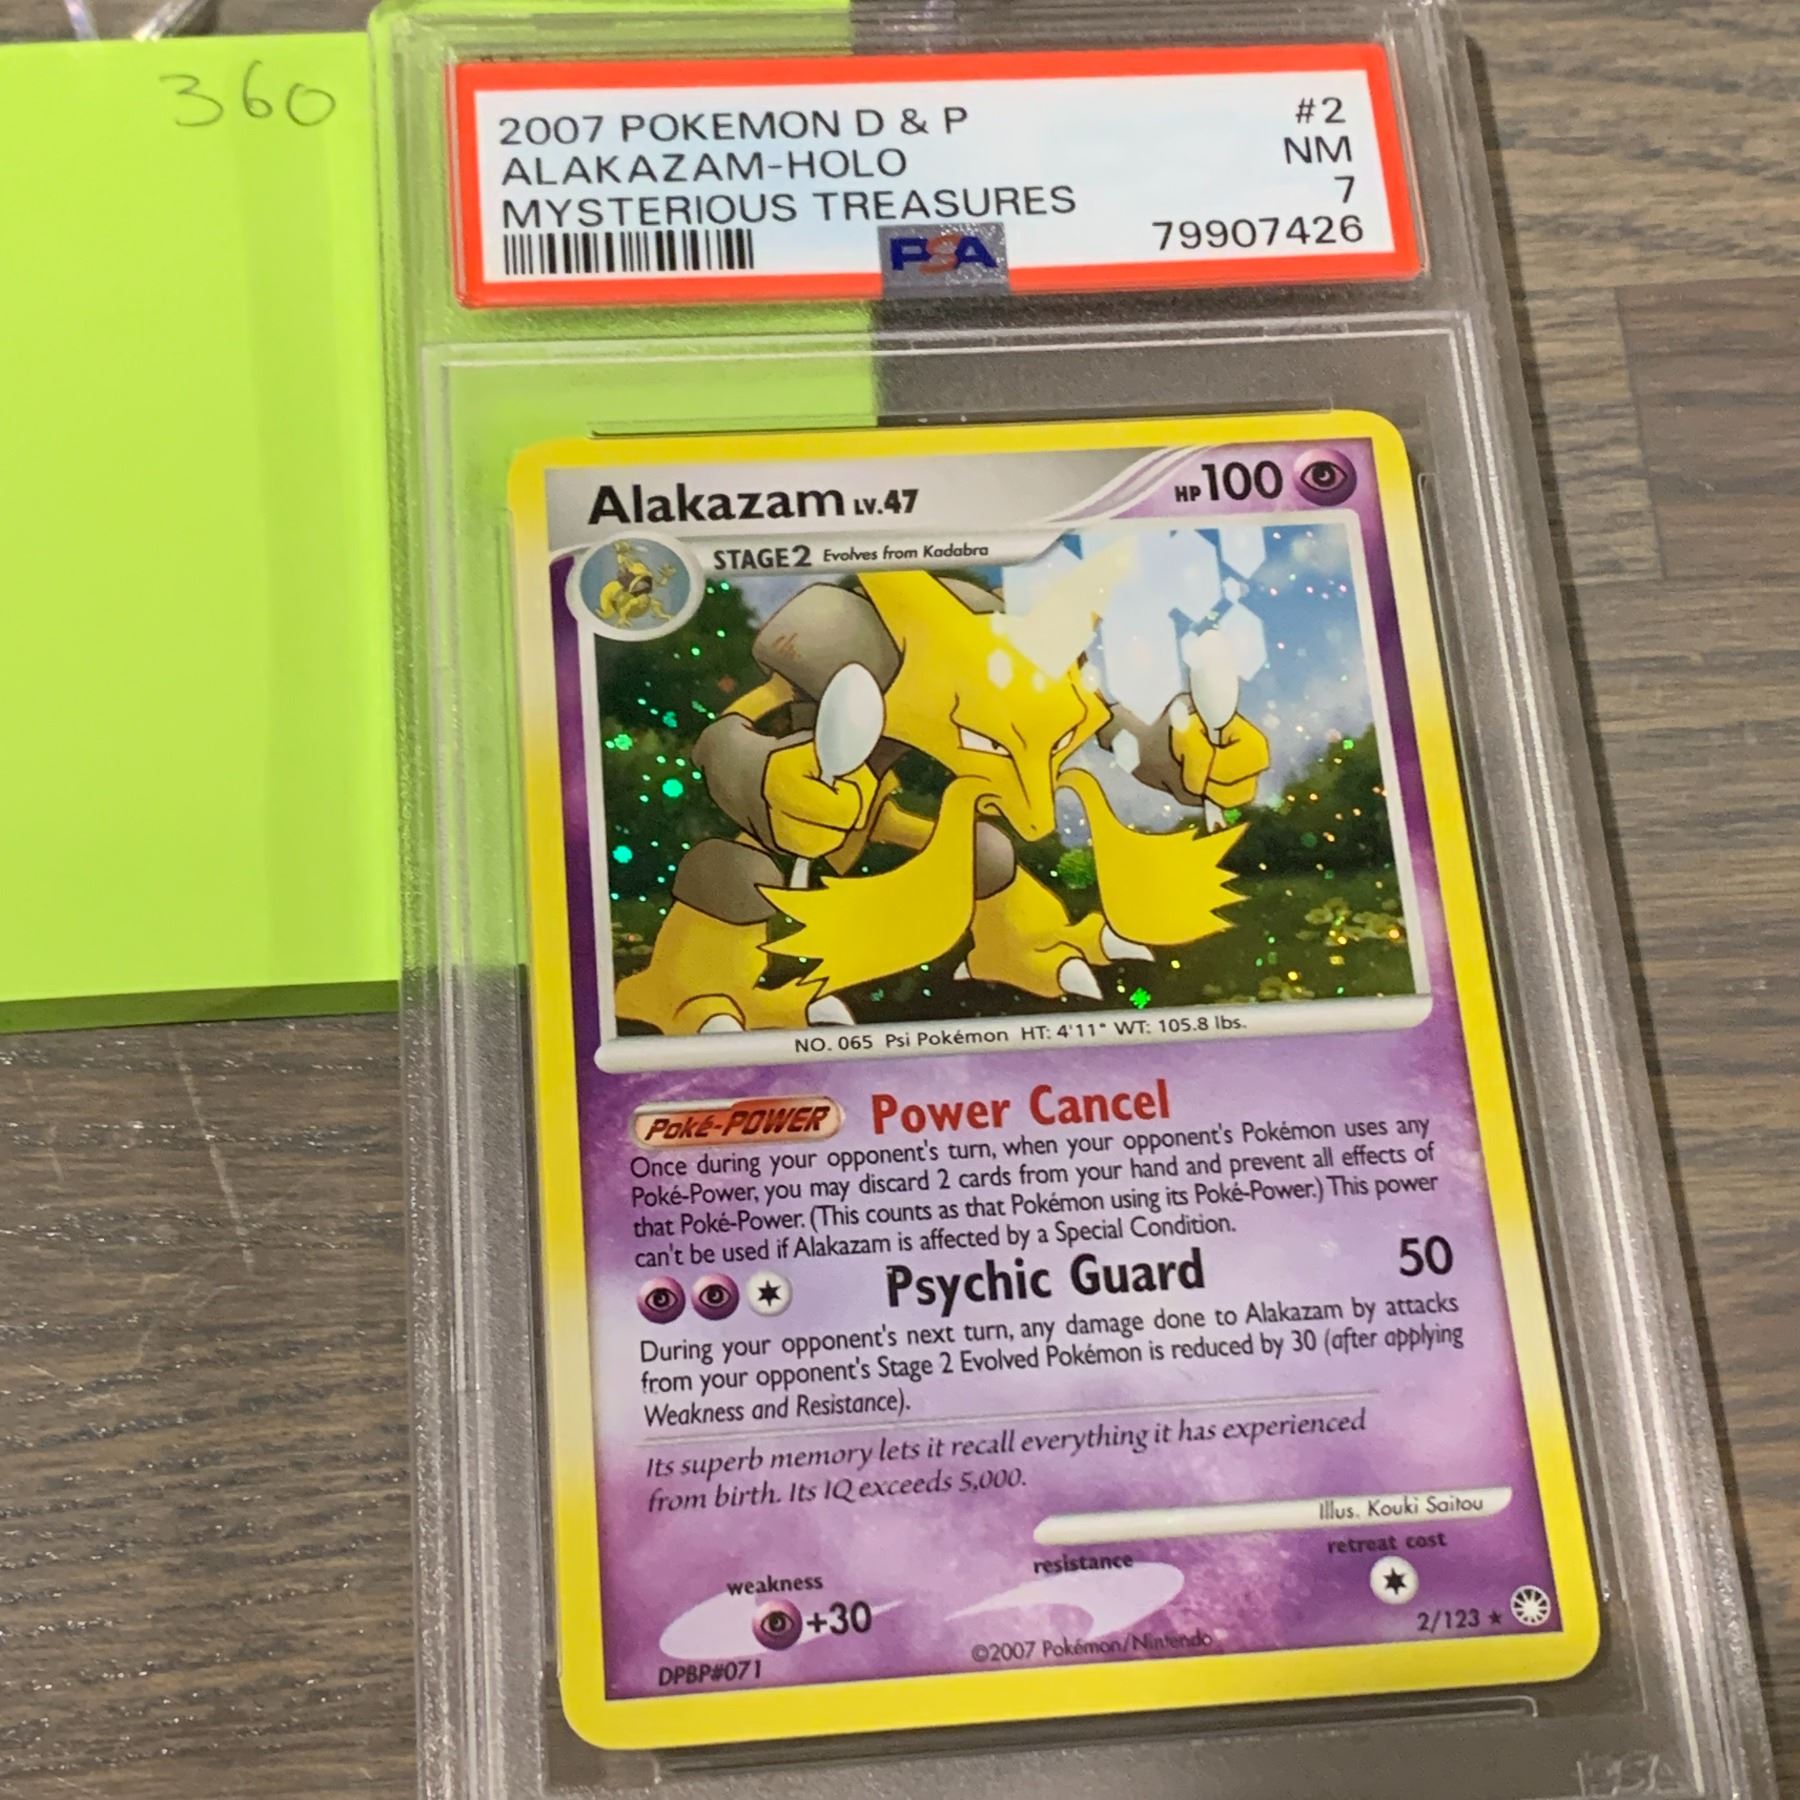 360
2007 POKEMON D & P #2
ALAKAZAM-HOLO NM
MYSTERIOUS TREASURES 7
PSA 79907426
Alakazam LV.47 HP 100
STAGE2 Evolves from Kadabra
NO. 065 Psi Pokémon HT: 4'11" WT: 105.8 lbs.
Poké-POWER Power Cancel
Once during your opponent's turn, when your opponent's Pokémon uses any
Poké-Power, you may discard 2 cards from your hand and prevent all effects of
that Poké-Power. (This counts as that Pokémon using its Poké-Power.) This power
can't be used if Alakazam is affected by a Special Condition.
Psychic Guard 50
During your opponent's next turn, any damage done to Alakazam by attacks
from your opponent's Stage 2 Evolved Pokémon is reduced by 30 (after applying
Weakness and Resistance).
Its superb memory lets it recall everything it has experienced
from birth. Its IQ exceeds 5,000.
Illus. Kouki Saitou
weakness resistance retreat cost
+30
2/123 ★
DPBP#071 ©2007 Pokémon/Nintendo
PSA